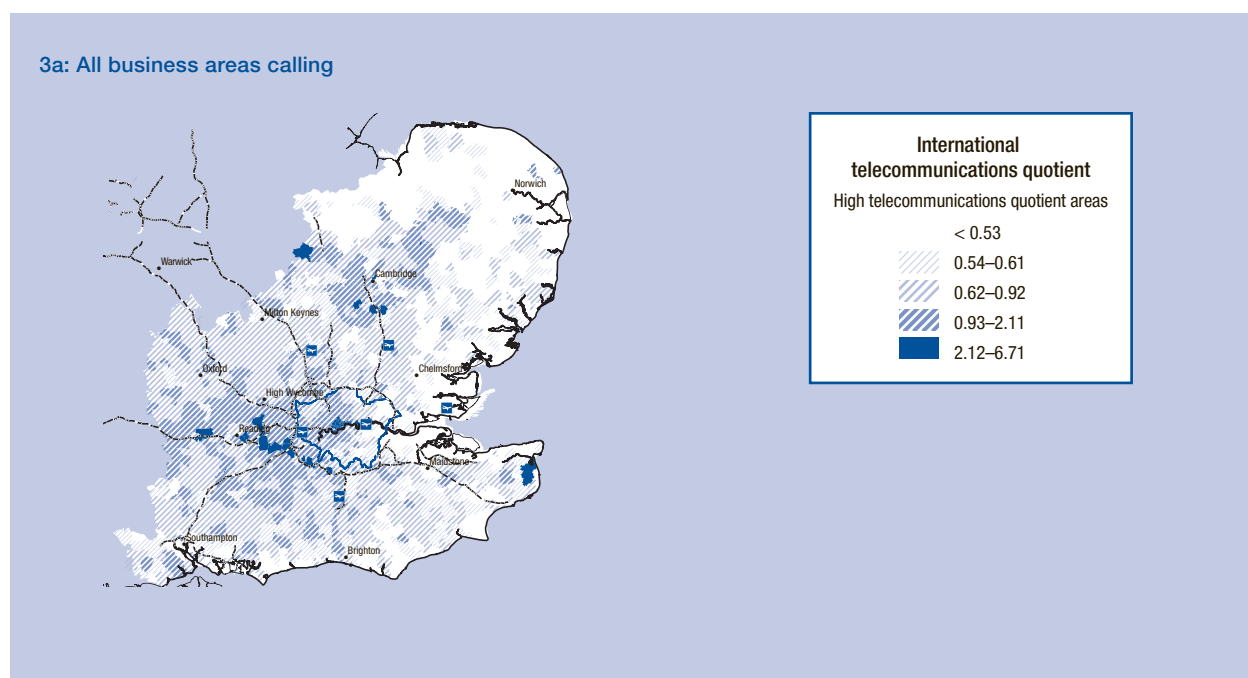 3a: All business areas calling
International
telecommunications quotient
High telecommunications quotient areas
< 0.53
0.54–0.61
0.62–0.92
0.93–2.11
2.12–6.71
Norwich
Warwick
Cambridge
Milton Keynes
Oxford
Chelmsford
High Wycombe
Reading
Maidstone
Southampton
Brighton